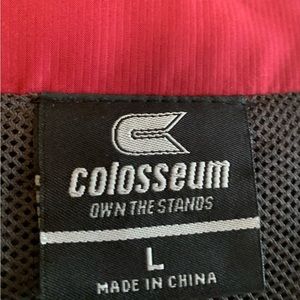 colosseum
OWN THE STANDS
L
MADE IN CHINA